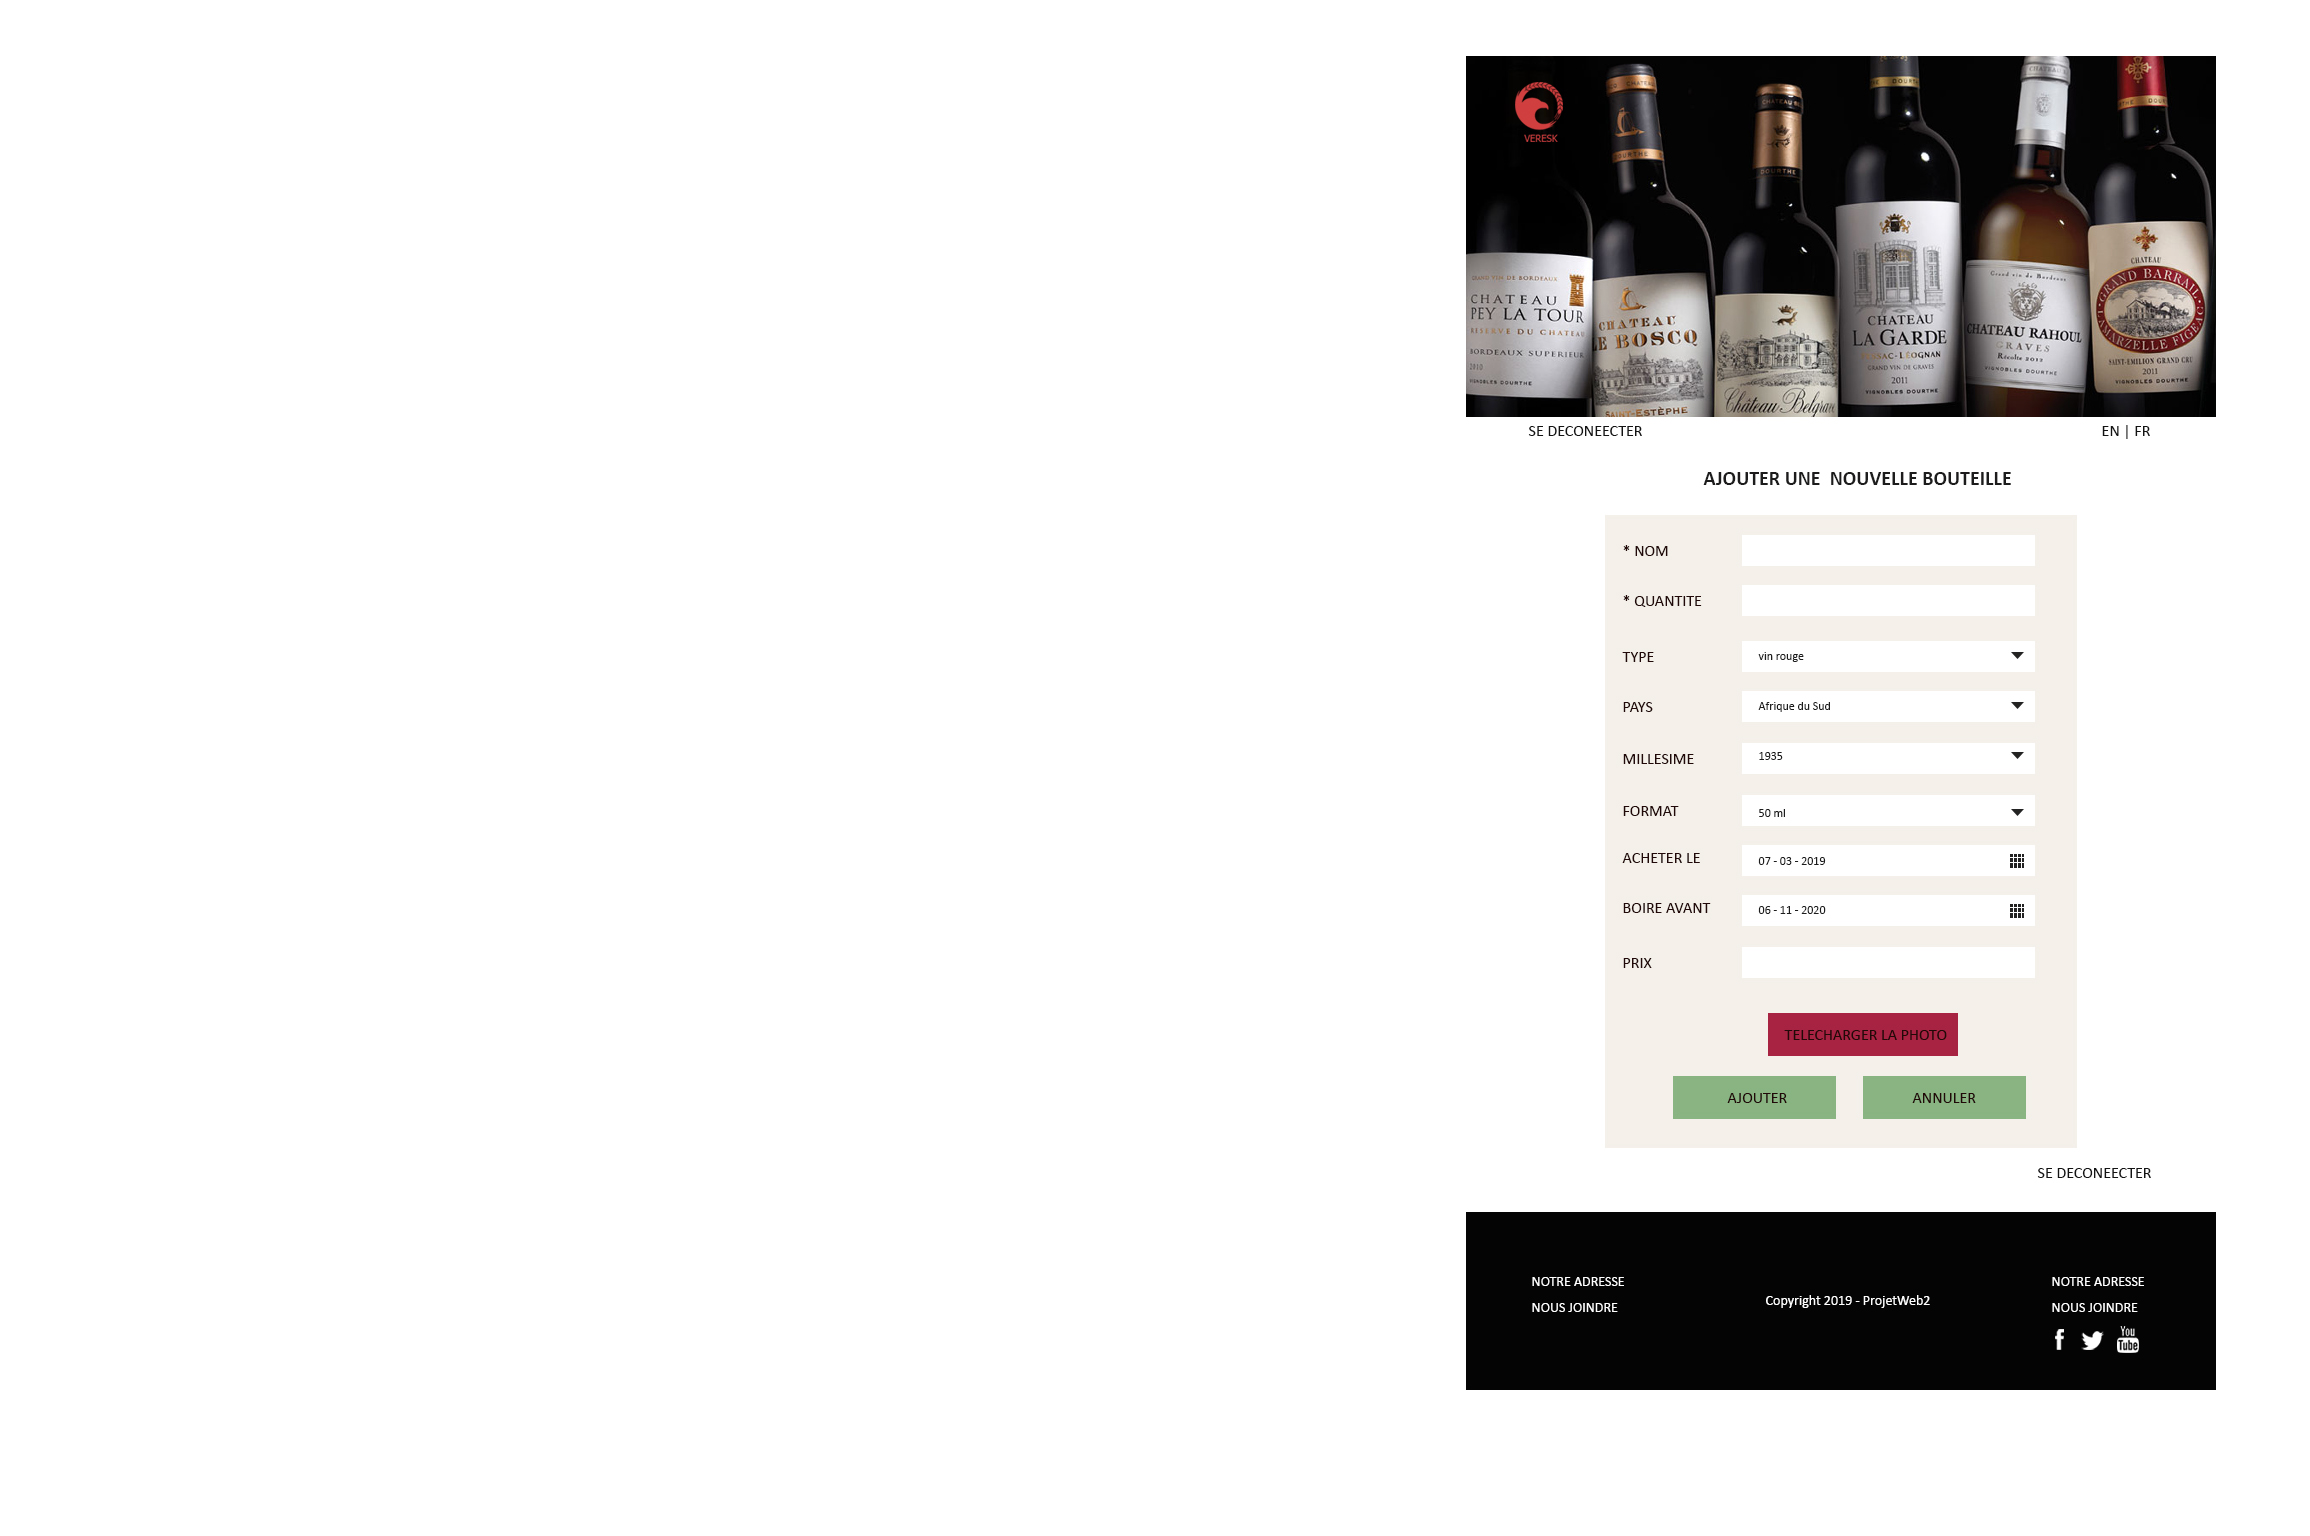 VERESK
CHATEAU
DOURTHE
CHATEAU
DOURTHE
GRAND VIN DE BORDEAUX
CHATEAU
PEY LA TOUR
RESERVE DU CHATEAU
BORDEAUX SUPERIEUR
2010
VIGNOBLES DOURTHE
CHATEAU
LE BOSCQ
SAINT-ESTÈPHE
Château Belgrave
CHATEAU
LA GARDE
PESSAC-LÉOGNAN
GRAND VIN DE GRAVES
2011
VIGNOBLES DOURTHE
Grand vin de Bordeaux
CHATEAU RAHOUL
GRAVES
Récolte 2012
VIGNOBLES DOURTHE
CHATEAU
GRAND BARRAIL
LAMARZELLE FIGEAC
SAINT-EMILION GRAND CRU
2011
VIGNOBLES DOURTHE
SE DECONEECTER
EN | FR
AJOUTER UNE  NOUVELLE BOUTEILLE
* NOM
* QUANTITE
TYPE vin rouge
PAYS Afrique du Sud
MILLESIME 1935
FORMAT 50 ml
ACHETER LE 07 - 03 - 2019
BOIRE AVANT 06 - 11 - 2020
PRIX
TELECHARGER LA PHOTO
AJOUTER ANNULER
SE DECONEECTER
NOTRE ADRESSE
NOUS JOINDRE
Copyright 2019 - ProjetWeb2
NOTRE ADRESSE
NOUS JOINDRE
f
You
Tube